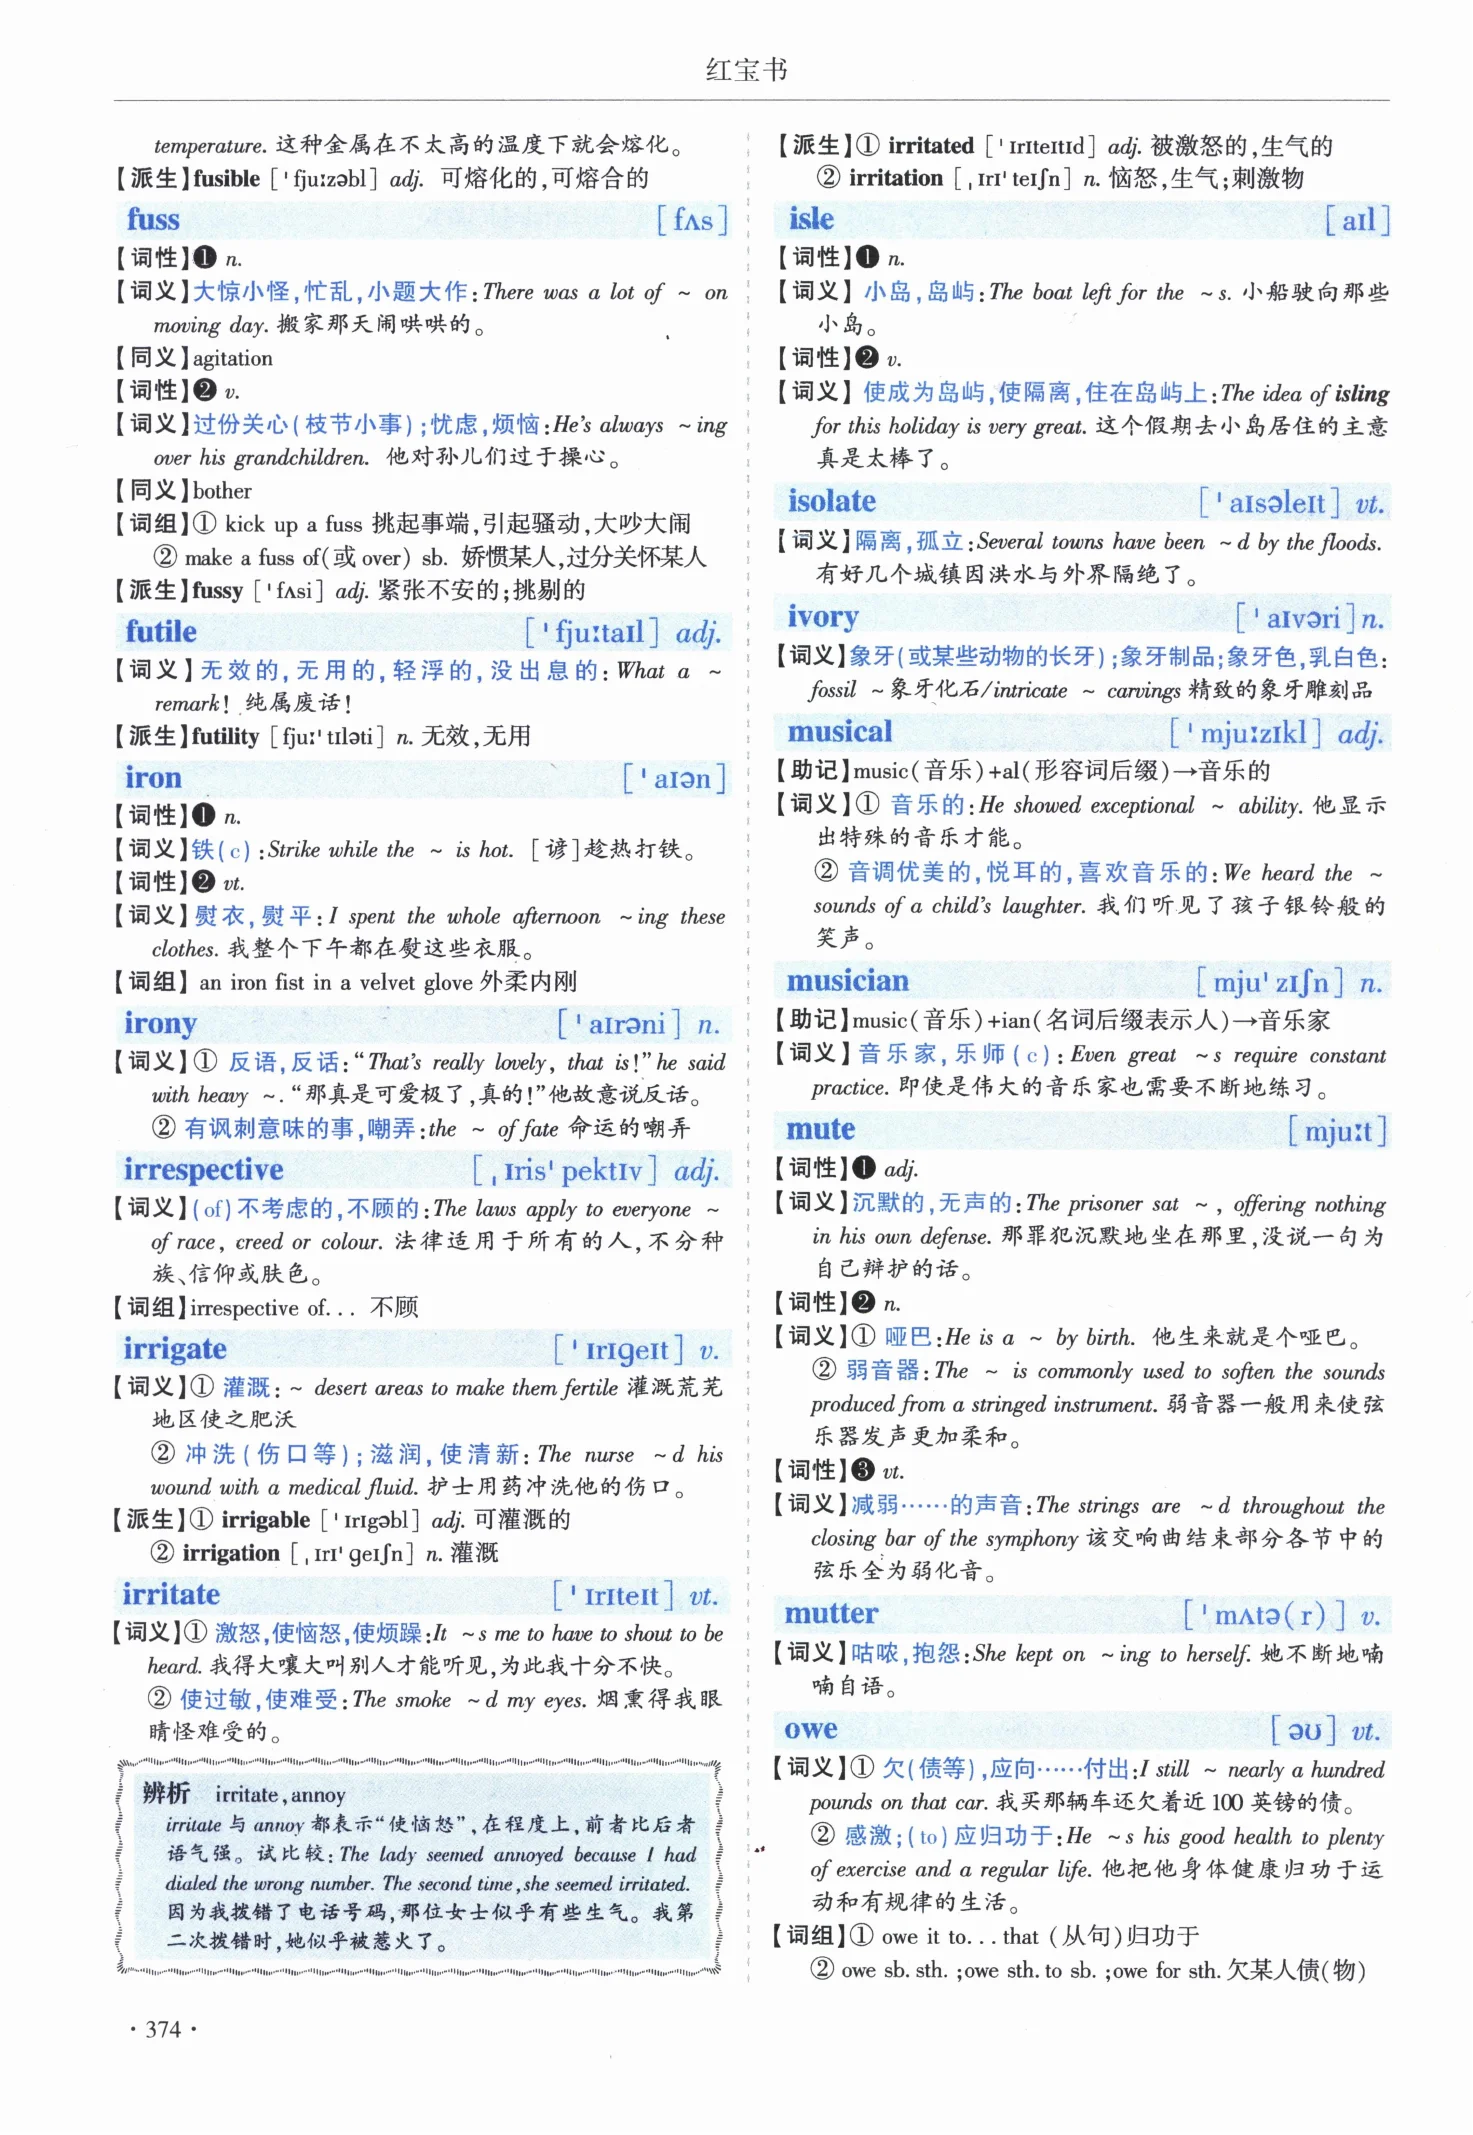 红宝书
temperature. 这种金属在不太高的温度下就会熔化。
【派生】fusible [ˈfjuːzəbl] adj. 可熔化的,可熔合的
fuss [fʌs]
【词性】❶ n.
【词义】大惊小怪,忙乱,小题大作:There was a lot of ~ on
moving day. 搬家那天闹哄哄的。
【同义】agitation
【词性】❷ v.
【词义】过份关心(枝节小事);忧虑,烦恼:He's always ~ing
over his grandchildren. 他对孙儿们过于操心。
【同义】bother
【词组】① kick up a fuss 挑起事端,引起骚动,大吵大闹
② make a fuss of(或 over) sb. 娇惯某人,过分关怀某人
【派生】fussy [ˈfʌsi] adj. 紧张不安的;挑剔的
futile [ˈfjuːtaɪl] adj.
【词义】无效的,无用的,轻浮的,没出息的:What a ~
remark! 纯属废话!
【派生】futility [fjuːˈtɪləti] n. 无效,无用
iron [ˈaɪən]
【词性】❶ n.
【词义】铁(c):Strike while the ~ is hot. [谚]趁热打铁。
【词性】❷ vt.
【词义】熨衣,熨平:I spent the whole afternoon ~ing these
clothes. 我整个下午都在熨这些衣服。
【词组】an iron fist in a velvet glove 外柔内刚
irony [ˈaɪrəni] n.
【词义】① 反语,反话:“That's really lovely, that is!” he said
with heavy ~. “那真是可爱极了,真的!”他故意说反话。
② 有讽刺意味的事,嘲弄:the ~ of fate 命运的嘲弄
irrespective [ˌɪrisˈpektɪv] adj.
【词义】(of)不考虑的,不顾的:The laws apply to everyone ~
of race, creed or colour. 法律适用于所有的人,不分种
族、信仰或肤色。
【词组】irrespective of... 不顾
irrigate [ˈɪrɪgeɪt] v.
【词义】① 灌溉:~ desert areas to make them fertile 灌溉荒芜
地区使之肥沃
② 冲洗(伤口等);滋润,使清新:The nurse ~d his
wound with a medical fluid. 护士用药冲洗他的伤口。
【派生】① irrigable [ˈɪrɪgəbl] adj. 可灌溉的
② irrigation [ˌɪrɪˈgeɪʃn] n. 灌溉
irritate [ˈɪrɪteɪt] vt.
【词义】① 激怒,使恼怒,使烦躁:It ~s me to have to shout to be
heard. 我得大嚷大叫别人才能听见,为此我十分不快。
② 使过敏,使难受:The smoke ~d my eyes. 烟熏得我眼
睛怪难受的。
辨析 irritate,annoy
irritate 与 annoy 都表示“使恼怒”,在程度上,前者比后者
语气强。试比较:The lady seemed annoyed because I had
dialed the wrong number. The second time,she seemed irritated.
因为我拨错了电话号码,那位女士似乎有些生气。我第
二次拨错时,她似乎被惹火了。
· 374 ·
【派生】① irritated [ˈɪrɪteɪtɪd] adj. 被激怒的,生气的
② irritation [ˌɪrɪˈteɪʃn] n. 恼怒,生气;刺激物
isle [aɪl]
【词性】❶ n.
【词义】小岛,岛屿:The boat left for the ~s. 小船驶向那些
小岛。
【词性】❷ v.
【词义】使成为岛屿,使隔离,住在岛屿上:The idea of isling
for this holiday is very great. 这个假期去小岛居住的主意
真是太棒了。
isolate [ˈaɪsəleɪt] vt.
【词义】隔离,孤立:Several towns have been ~d by the floods.
有好几个城镇因洪水与外界隔绝了。
ivory [ˈaɪvəri] n.
【词义】象牙(或某些动物的长牙);象牙制品;象牙色,乳白色:
fossil ~象牙化石/intricate ~ carvings 精致的象牙雕刻品
musical [ˈmjuːzɪkl] adj.
【助记】music(音乐)+al(形容词后缀)→音乐的
【词义】① 音乐的:He showed exceptional ~ ability. 他显示
出特殊的音乐才能。
② 音调优美的,悦耳的,喜欢音乐的:We heard the ~
sounds of a child's laughter. 我们听见了孩子银铃般的
笑声。
musician [mjuˈzɪʃn] n.
【助记】music(音乐)+ian(名词后缀表示人)→音乐家
【词义】音乐家,乐师(c):Even great ~s require constant
practice. 即使是伟大的音乐家也需要不断地练习。
mute [mjuːt]
【词性】❶ adj.
【词义】沉默的,无声的:The prisoner sat ~, offering nothing
in his own defense. 那罪犯沉默地坐在那里,没说一句为
自己辩护的话。
【词性】❷ n.
【词义】① 哑巴:He is a ~ by birth. 他生来就是个哑巴。
② 弱音器:The ~ is commonly used to soften the sounds
produced from a stringed instrument. 弱音器一般用来使弦
乐器发声更加柔和。
【词性】❸ vt.
【词义】减弱……的声音:The strings are ~d throughout the
closing bar of the symphony 该交响曲结束部分各节中的
弦乐全为弱化音。
mutter [ˈmʌtə(r)] v.
【词义】咕哝,抱怨:She kept on ~ing to herself. 她不断地喃
喃自语。
owe [əʊ] vt.
【词义】① 欠(债等),应向……付出:I still ~ nearly a hundred
pounds on that car. 我买那辆车还欠着近 100 英镑的债。
② 感激;(to)应归功于:He ~s his good health to plenty
of exercise and a regular life. 他把他身体健康归功于运
动和有规律的生活。
【词组】① owe it to... that (从句)归功于
② owe sb. sth. ;owe sth. to sb. ;owe for sth. 欠某人债(物)